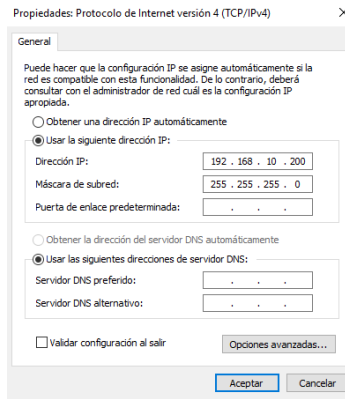 Propiedades: Protocolo de Internet versión 4 (TCP/IPv4)
General
Puede hacer que la configuración IP se asigne automáticamente si la
red es compatible con esta funcionalidad. De lo contrario, deberá
consultar con el administrador de red cuál es la configuración IP
apropiada.
Obtener una dirección IP automáticamente
Usar la siguiente dirección IP:
Dirección IP: 192 . 168 . 10 . 200
Máscara de subred: 255 . 255 . 255 . 0
Puerta de enlace predeterminada: . . .
Obtener la dirección del servidor DNS automáticamente
Usar las siguientes direcciones de servidor DNS:
Servidor DNS preferido: . . .
Servidor DNS alternativo: . . .
Validar configuración al salir
Opciones avanzadas...
Aceptar Cancelar